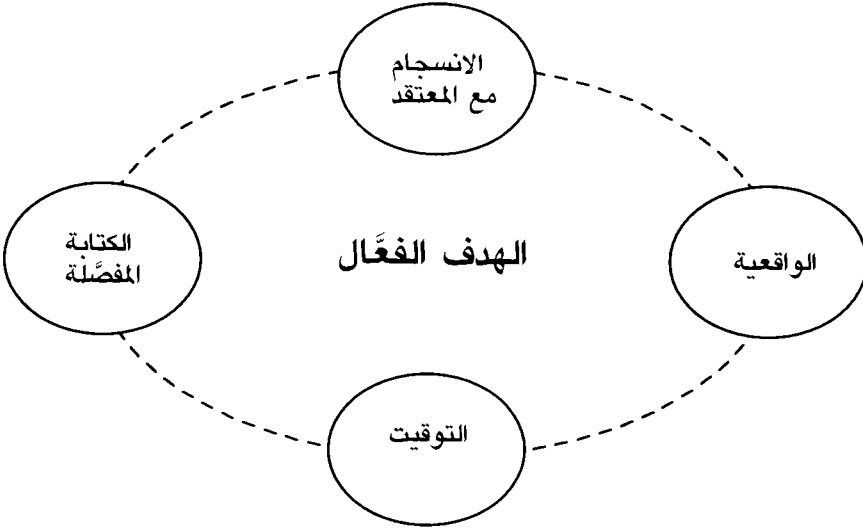 الانسجام
مع المعتقد
الواقعية
الهدف الفعَّال
الكتابة
المفصَّلة
التوقيت